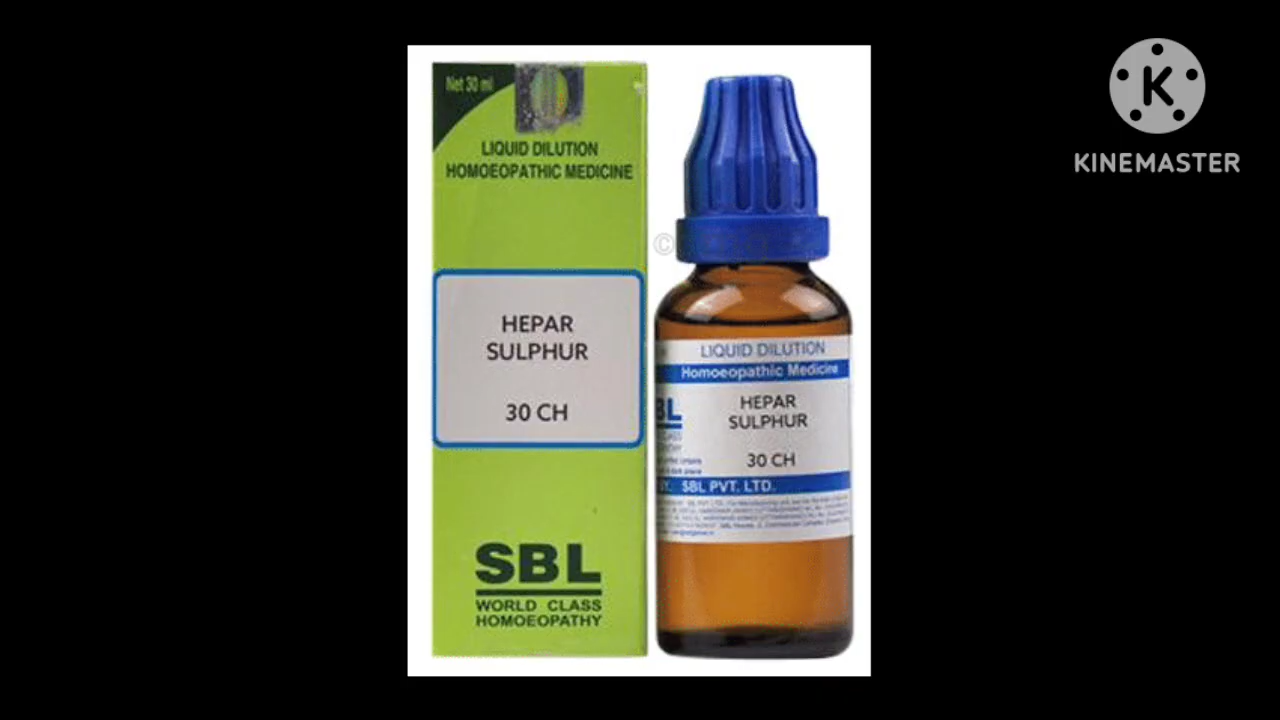 Net 30 ml
LIQUID DILUTION
HOMOEOPATHIC MEDICINE
HEPAR
SULPHUR
30 CH
SBL
WORLD CLASS
HOMOEOPATHY
LIQUID DILUTION
Homoeopathic Medicine
BL
HEPAR
SULPHUR
30 CH
SBL PVT. LTD.
K
KINEMASTER